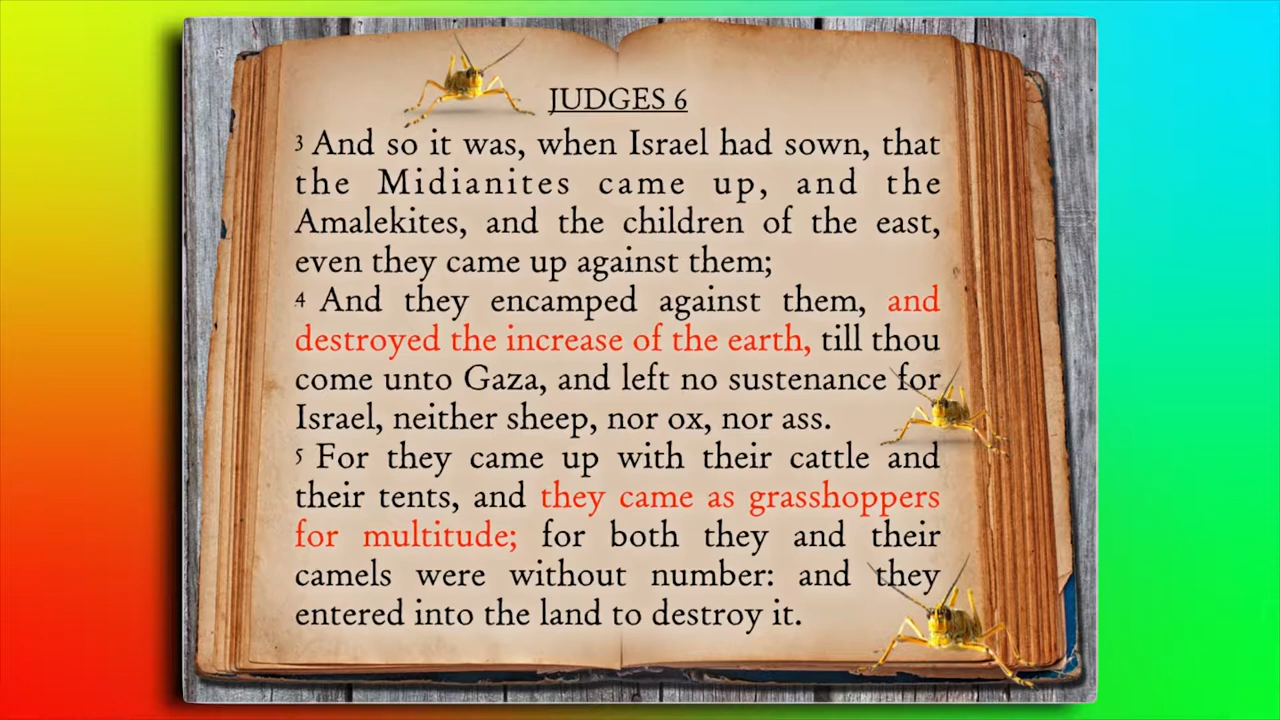 JUDGES 6
3 And so it was, when Israel had sown, that
the Midianites came up, and the
Amalekites, and the children of the east,
even they came up against them;
4 And they encamped against them, and
destroyed the increase of the earth, till thou
come unto Gaza, and left no sustenance for
Israel, neither sheep, nor ox, nor ass.
5 For they came up with their cattle and
their tents, and they came as grasshoppers
for multitude; for both they and their
camels were without number: and they
entered into the land to destroy it.